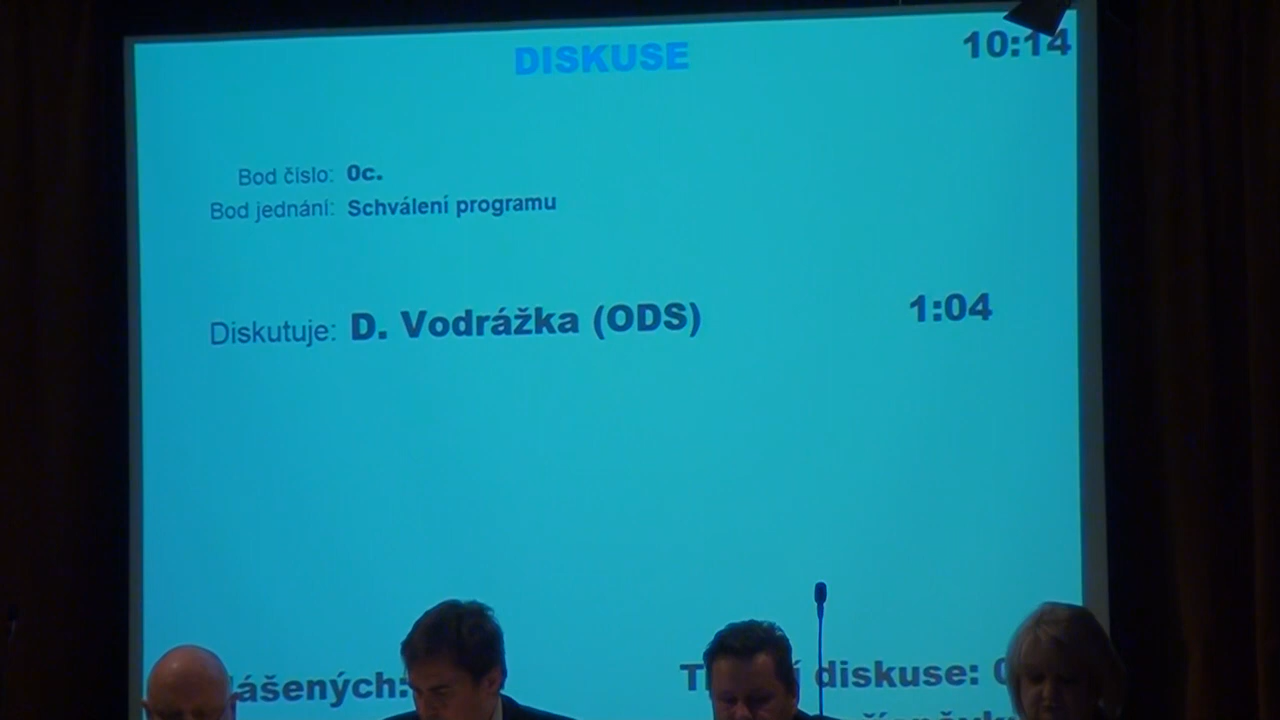 DISKUSE 10:14
Bod číslo: 0c.
Bod jednání: Schválení programu
Diskutuje: D. Vodrážka (ODS) 1:04
diskuse: